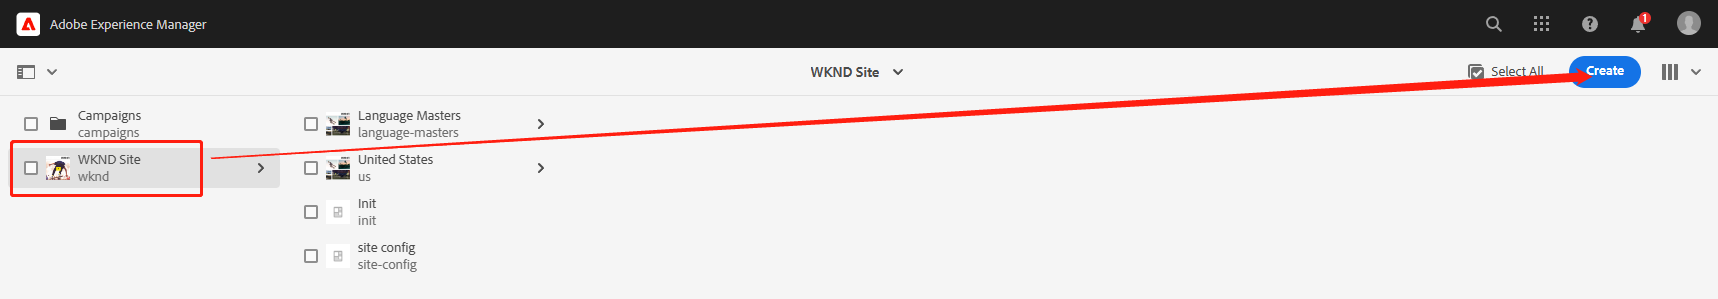 Adobe Experience Manager
1
WKND Site
Select All
Create
Campaigns
campaigns
WKND Site
wknd
Language Masters
language-masters
United States
us
Init
init
site config
site-config